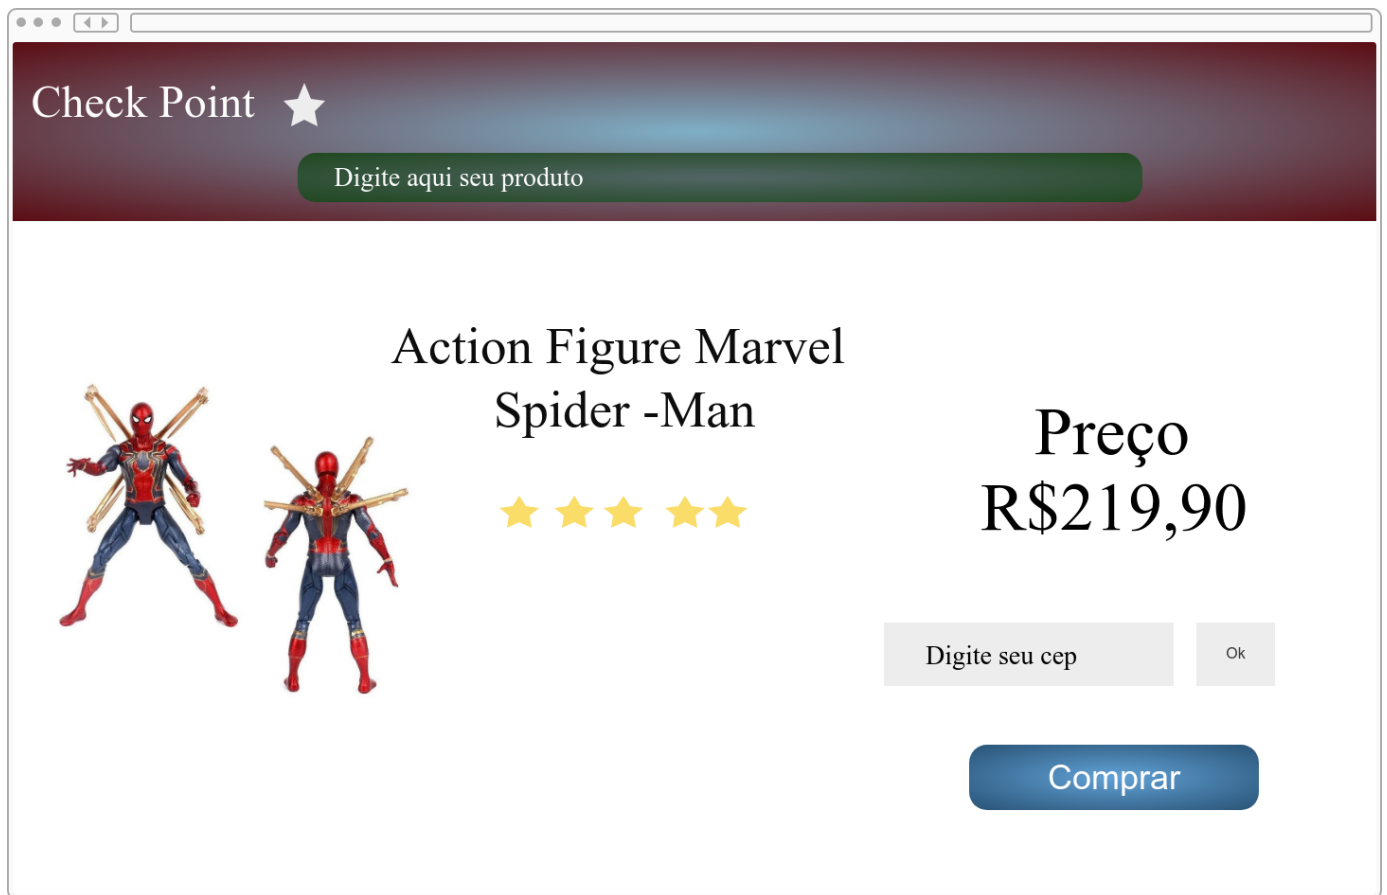 Check Point
Digite aqui seu produto
Action Figure Marvel
Spider -Man
Preço
R$219,90
Digite seu cep
Ok
Comprar